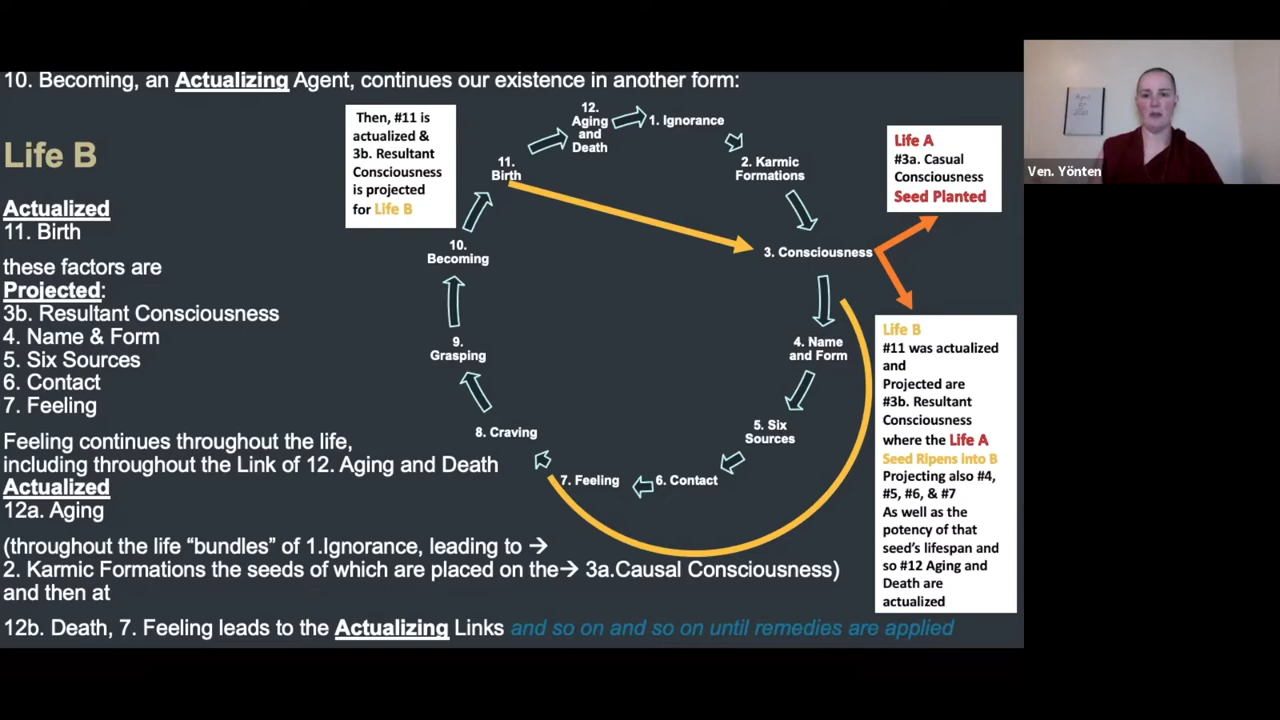 10. Becoming, an Actualizing Agent, continues our existence in another form:
Life B
Actualized
11. Birth
these factors are
Projected:
3b. Resultant Consciousness
4. Name & Form
5. Six Sources
6. Contact
7. Feeling
Feeling continues throughout the life,
including throughout the Link of 12. Aging and Death
Actualized
12a. Aging
(throughout the life “bundles” of 1.Ignorance, leading to →
2. Karmic Formations the seeds of which are placed on the→ 3a.Causal Consciousness)
and then at
12b. Death, 7. Feeling leads to the Actualizing Links and so on and so on until remedies are applied
Then, #11 is
actualized &
3b. Resultant
Consciousness
is projected
for Life B
12.
Aging
and
Death
1. Ignorance
2. Karmic
Formations
3. Consciousness
4. Name
and Form
5. Six
Sources
6. Contact
7. Feeling
8. Craving
9.
Grasping
10.
Becoming
11.
Birth
Life A
#3a. Casual
Consciousness
Seed Planted
Life B
#11 was actualized
and
Projected are
#3b. Resultant
Consciousness
where the Life A
Seed Ripens into B
Projecting also #4,
#5, #6, & #7
As well as the
potency of that
seed’s lifespan and
so #12 Aging and
Death are
actualized
Ven. Yönten